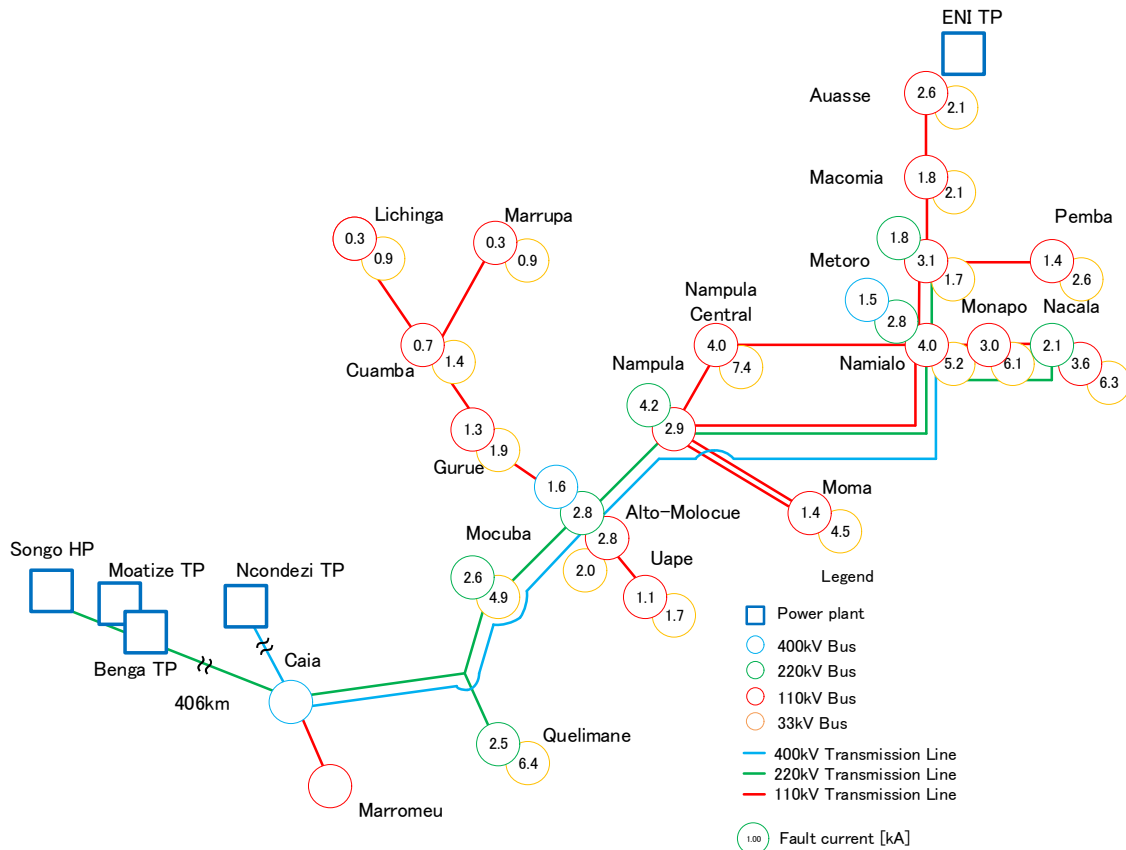 ENI TP
Auasse
2.6
2.1
Macomia
1.8
2.1
Lichinga
0.3
0.9
Marrupa
0.3
0.9
Pemba
1.4
2.6
Metoro
1.8
3.1
1.7
Nampula
Central
4.0
7.4
1.5
2.8
Namialo
4.0
5.2
Monapo
3.0
6.1
Nacala
2.1
3.6
6.3
Cuamba
0.7
1.4
Nampula
4.2
2.9
Gurue
1.3
1.9
1.6
2.8
Alto-Molocue
2.8
2.0
Moma
1.4
4.5
Mocuba
2.6
4.9
Uape
1.1
1.7
Songo HP
Moatize TP
Ncondezi TP
Benga TP
Caia
406km
Quelimane
2.5
6.4
Marromeu
Legend
Power plant
400kV Bus
220kV Bus
110kV Bus
33kV Bus
400kV Transmission Line
220kV Transmission Line
110kV Transmission Line
1.00 Fault current [kA]